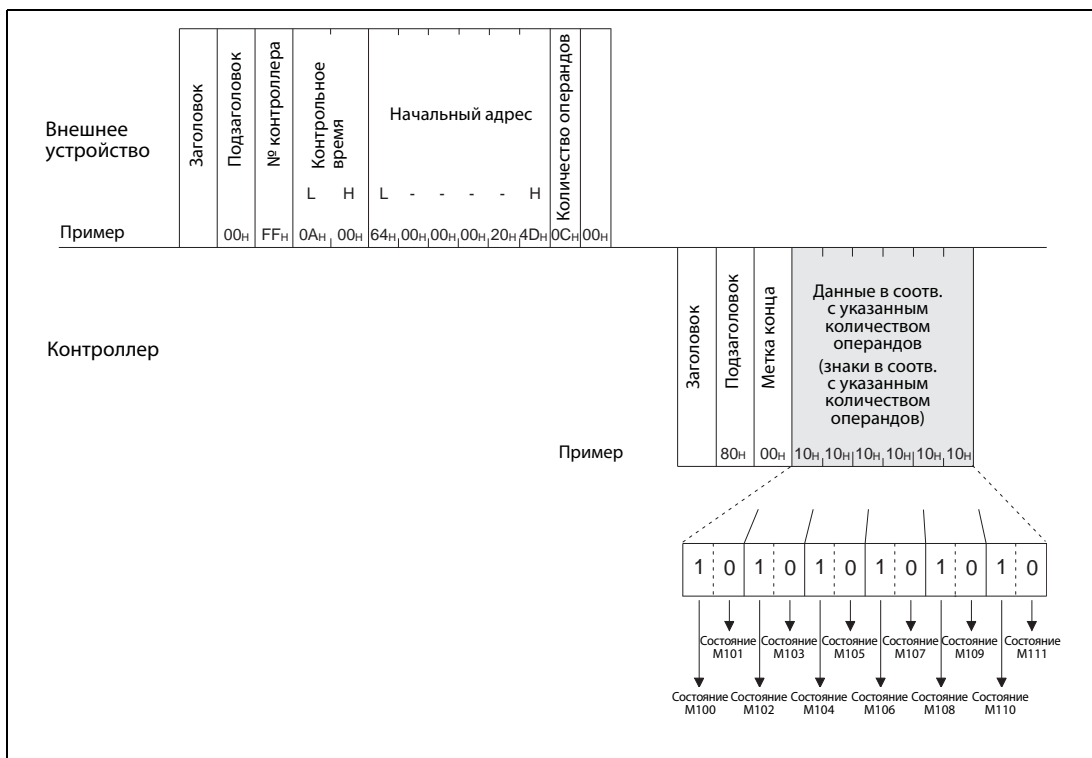 Внешнее
устройство
Заголовок
Подзаголовок
№ контроллера
Контрольное
время
L H
Начальный адрес
L - - - - H
Количество операндов
Пример
00H FFH 0AH 00H 64H 00H 00H 00H 20H 4DH 0CH 00H
Контроллер
Заголовок
Подзаголовок
Метка конца
Данные в соотв.
с указанным
количеством
операндов
(знаки в соотв.
с указанным
количеством
операндов)
Пример
80H 00H 10H 10H 10H 10H 10H 10H
1 0 1 0 1 0 1 0 1 0 1 0
Состояние
M101
Состояние
M103
Состояние
M105
Состояние
M107
Состояние
M109
Состояние
M111
Состояние
M100
Состояние
M102
Состояние
M104
Состояние
M106
Состояние
M108
Состояние
M110